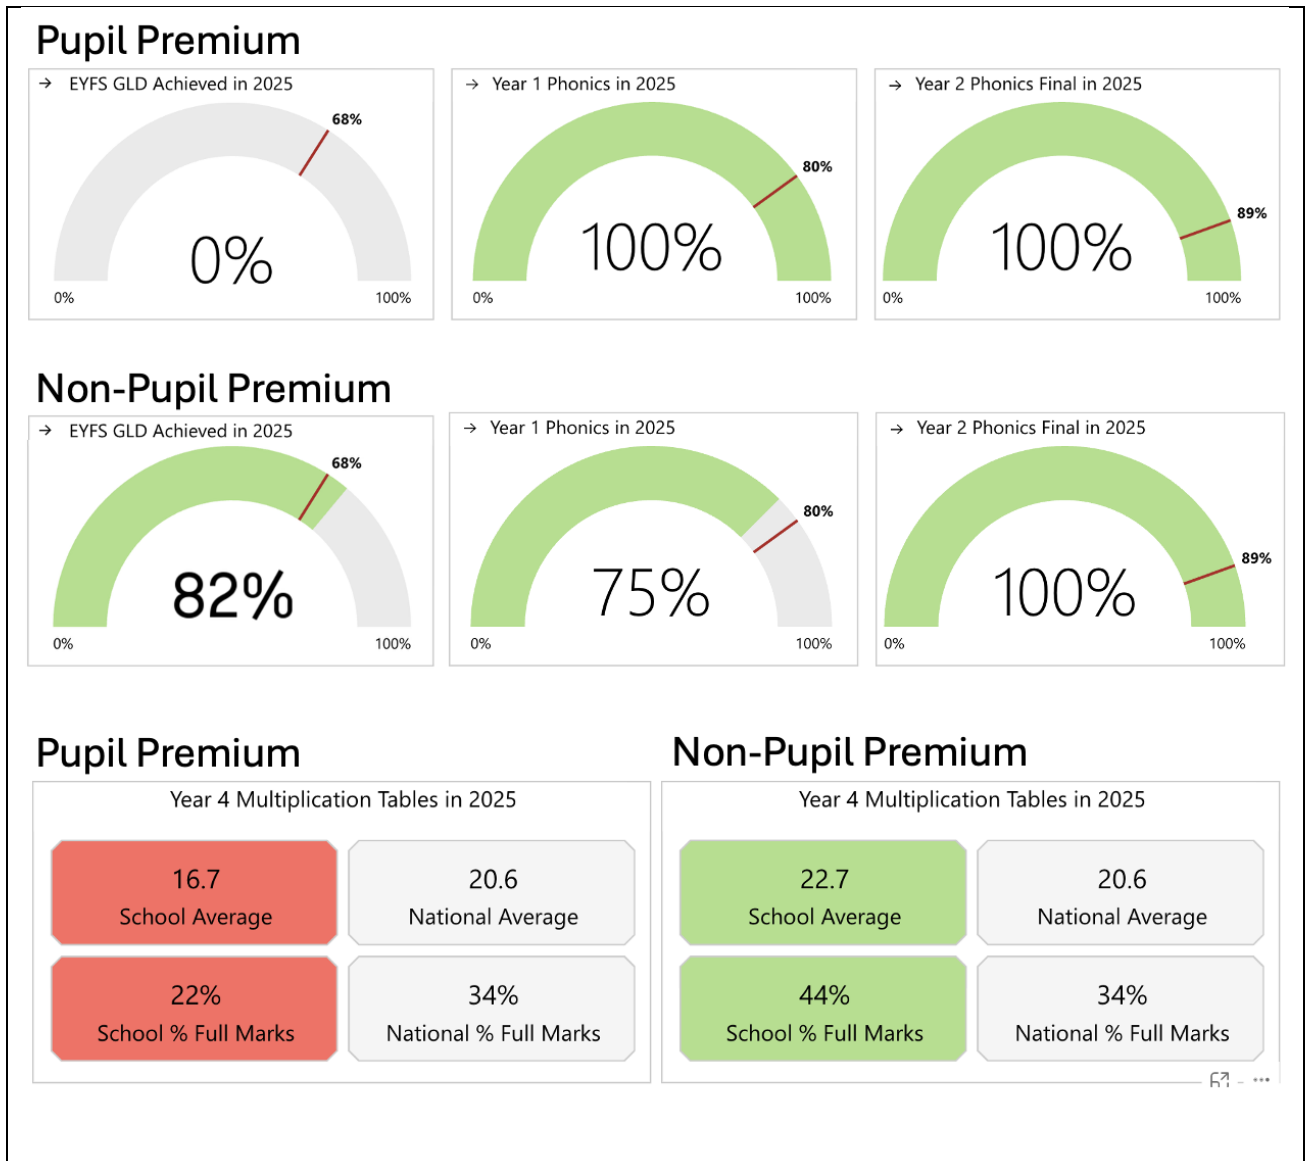 Pupil Premium
→ EYFS GLD Achieved in 2025
68%
0%
0% 100%
→ Year 1 Phonics in 2025
80%
100%
0% 100%
→ Year 2 Phonics Final in 2025
89%
100%
0% 100%
Non-Pupil Premium
→ EYFS GLD Achieved in 2025
68%
82%
0% 100%
→ Year 1 Phonics in 2025
80%
75%
0% 100%
→ Year 2 Phonics Final in 2025
89%
100%
0% 100%
Pupil Premium
Year 4 Multiplication Tables in 2025
16.7
School Average
20.6
National Average
22%
School % Full Marks
34%
National % Full Marks
Non-Pupil Premium
Year 4 Multiplication Tables in 2025
22.7
School Average
20.6
National Average
44%
School % Full Marks
34%
National % Full Marks